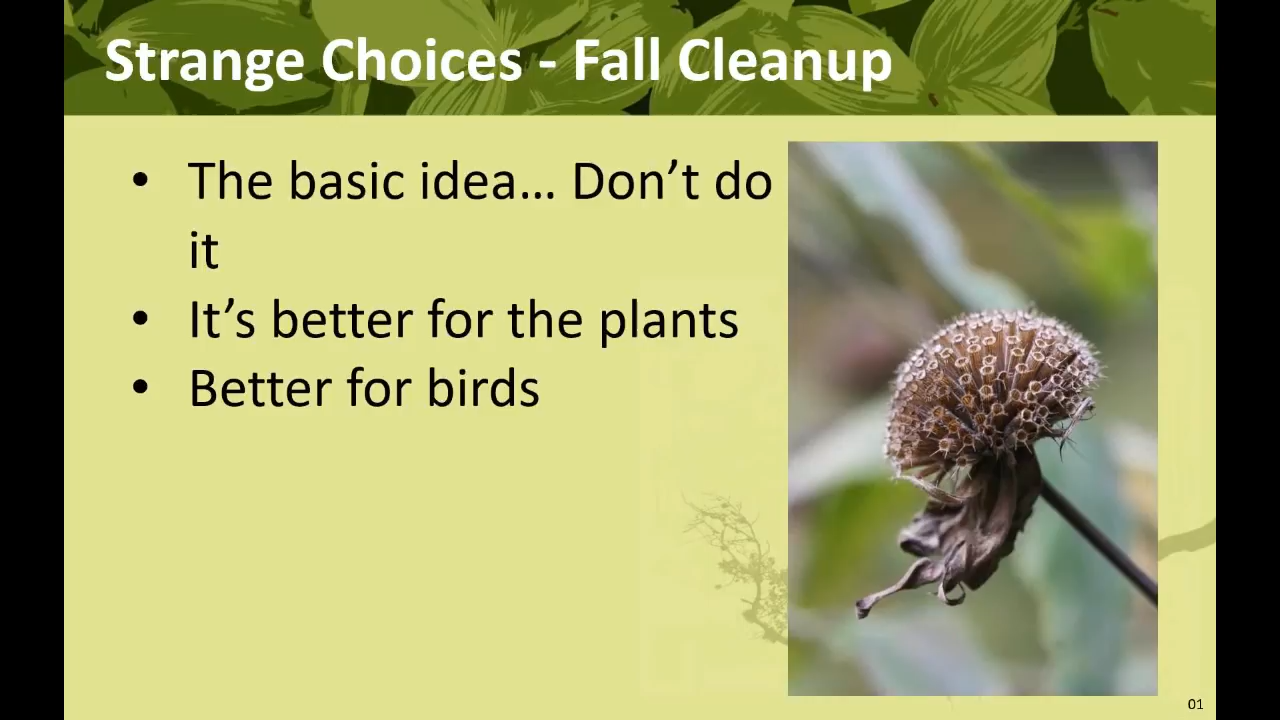 Strange Choices - Fall Cleanup
• The basic idea… Don’t do
it
• It’s better for the plants
• Better for birds
01